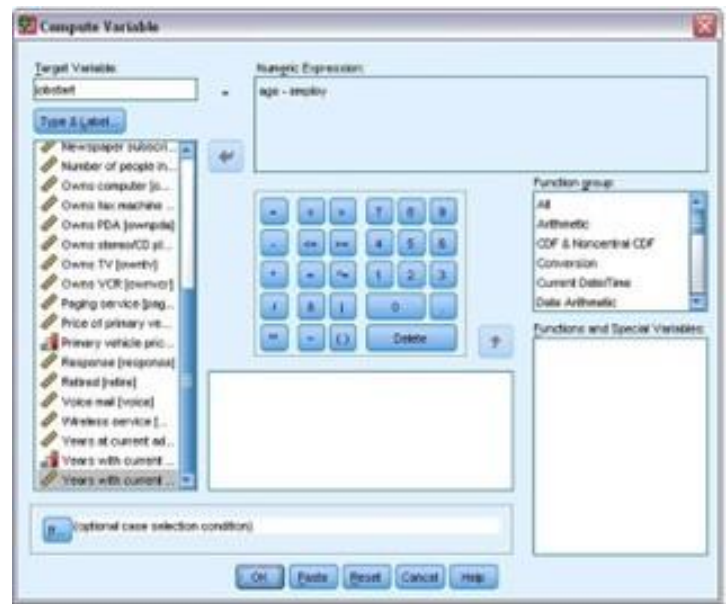 Compute Variable
Target Variable:
jobstart
=
Numeric Expression:
age - employ
Type & Label...
Newspaper subscri...
Number of people in...
Owns computer [o...
Owns fax machine ...
Owns PDA [ownpda]
Owns stereo/CD pl...
Owns TV [owntv]
Owns VCR [ownvcr]
Paging service [pag...
Price of primary ve...
Primary vehicle pric...
Response [response]
Retired [retire]
Voice mail [voice]
Wireless service [...
Years at current ad...
Years with current ...
Years with current ...
+ < > 7 8 9
- <= >= 4 5 6
* = ~= 1 2 3
/ & | 0 .
** ~ ( ) Delete
Function group:
All
Arithmetic
CDF & Noncentral CDF
Conversion
Current Date/Time
Date Arithmetic
Functions and Special Variables:
If... (optional case selection condition)
OK Paste Reset Cancel Help